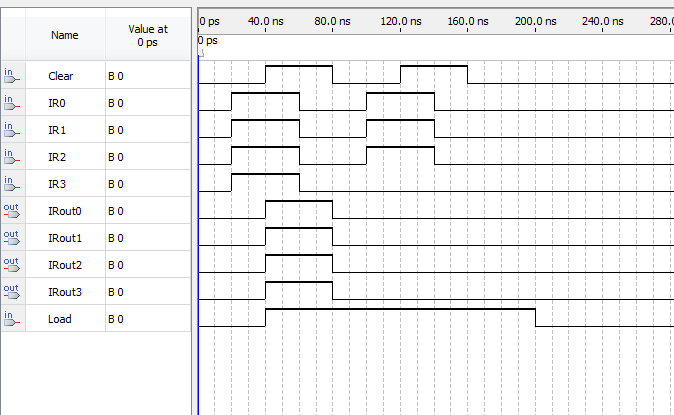 Name Value at 0 ps
0 ps 40.0 ns 80.0 ns 120.0 ns 160.0 ns 200.0 ns 240.0 ns 280.
0 ps
in Clear B 0
in IR0 B 0
in IR1 B 0
in IR2 B 0
in IR3 B 0
out IRout0 B 0
out IRout1 B 0
out IRout2 B 0
out IRout3 B 0
in Load B 0